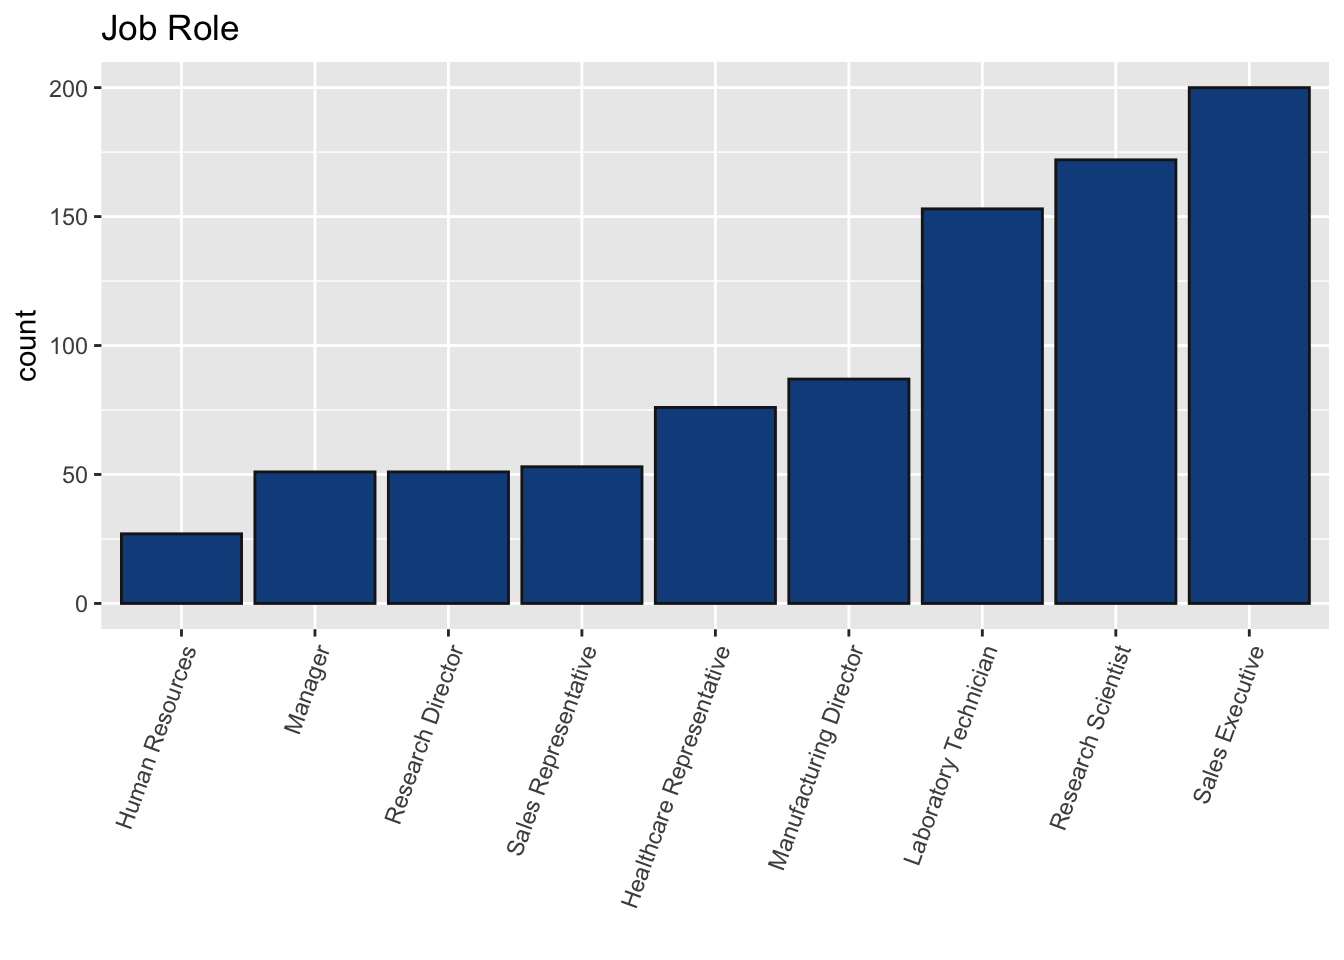 Job Role
count
200
150
100
50
0
Human Resources
Manager
Research Director
Sales Representative
Healthcare Representative
Manufacturing Director
Laboratory Technician
Research Scientist
Sales Executive